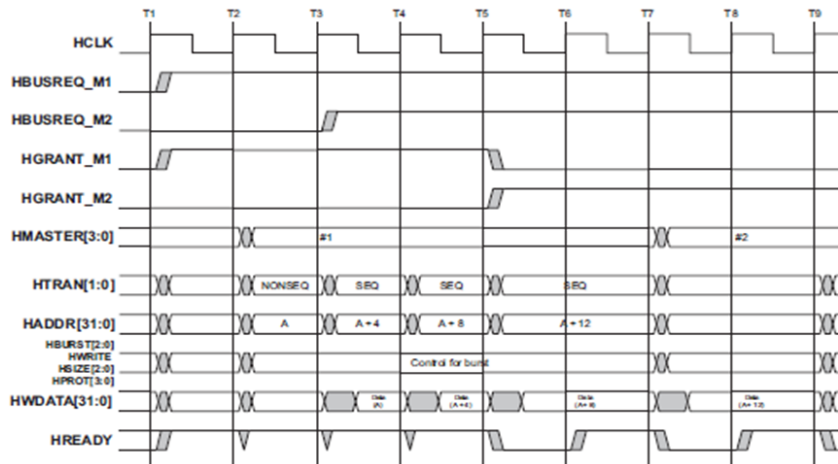 T1 T2 T3 T4 T5 T6 T7 T8 T9
HCLK
HBUSREQ_M1
HBUSREQ_M2
HGRANT_M1
HGRANT_M2
HMASTER[3:0] #1 #2
HTRAN[1:0] NONSEQ SEQ SEQ SEQ
HADDR[31:0] A A + 4 A + 8 A + 12
HBURST[2:0]
HWRITE
HSIZE[2:0] Control for burst
HPROT[3:0]
HWDATA[31:0] Data (A) Data (A + 4) Data (A + 8) Data (A + 12)
HREADY